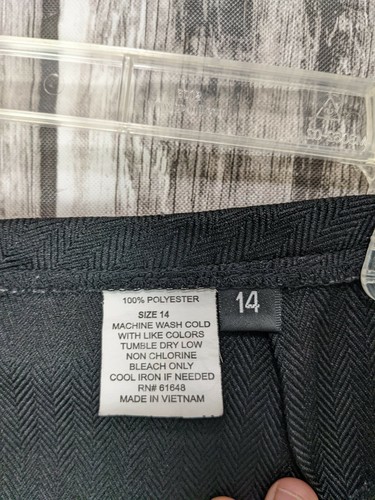 100% POLYESTER
SIZE 14
MACHINE WASH COLD
WITH LIKE COLORS
TUMBLE DRY LOW
NON CHLORINE
BLEACH ONLY
COOL IRON IF NEEDED
RN# 61648
MADE IN VIETNAM
14